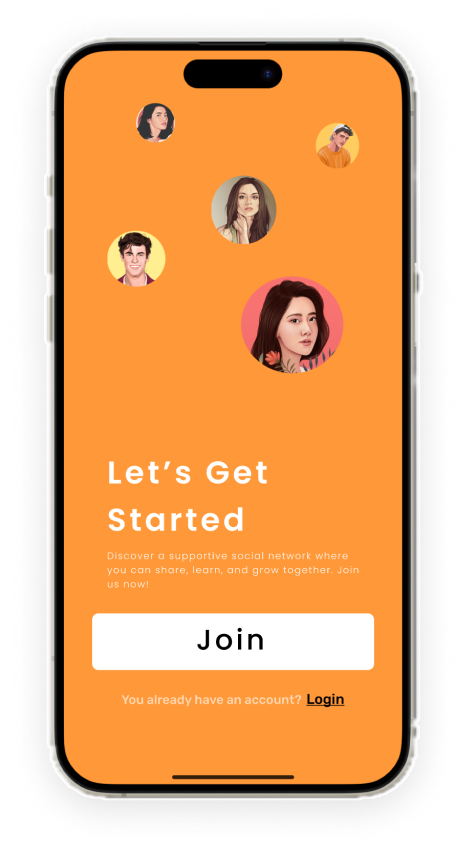 Let’s Get
Started
Discover a supportive social network where
you can share, learn, and grow together. Join
us now!
Join
You already have an account? Login